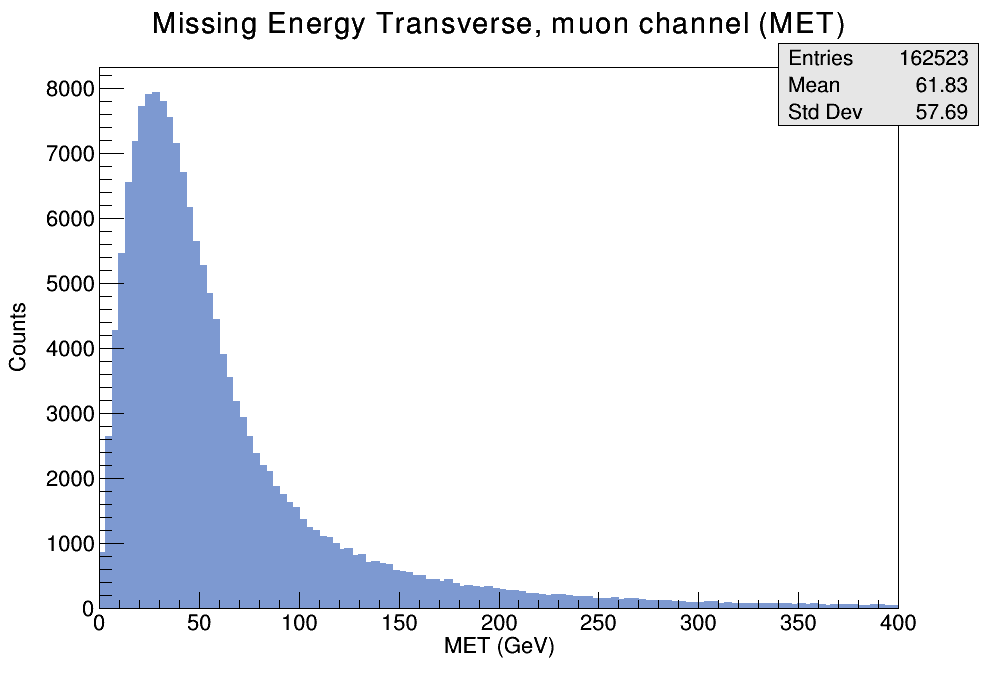 Missing Energy Transverse, muon channel (MET)
Entries 162523
Mean 61.83
Std Dev 57.69
Counts
8000
7000
6000
5000
4000
3000
2000
1000
0
0 50 100 150 200 250 300 350 400
MET (GeV)